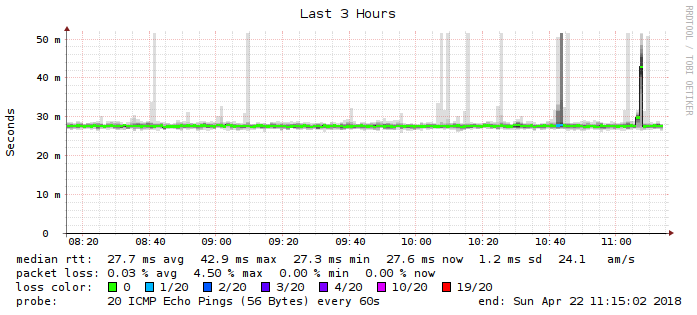 Last 3 Hours
RRDTOOL / TOBI OETIKER
Seconds
50 m
40 m
30 m
20 m
10 m
0
08:20 08:40 09:00 09:20 09:40 10:00 10:20 10:40 11:00
median rtt: 27.7 ms avg 42.9 ms max 27.3 ms min 27.6 ms now 1.2 ms sd 24.1 am/s
packet loss: 0.03 % avg 4.50 % max 0.00 % min 0.00 % now
loss color: 0 1/20 2/20 3/20 4/20 10/20 19/20
probe: 20 ICMP Echo Pings (56 Bytes) every 60s end: Sun Apr 22 11:15:02 2018